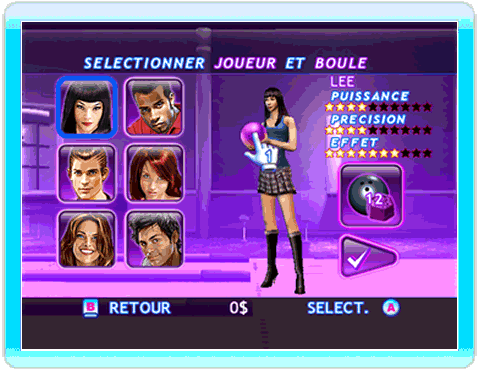 SELECTIONNER JOUEUR ET BOULE
LEE
PUISSANCE
PRECISION
EFFET
1
12
B RETOUR 0$ SELECT. A